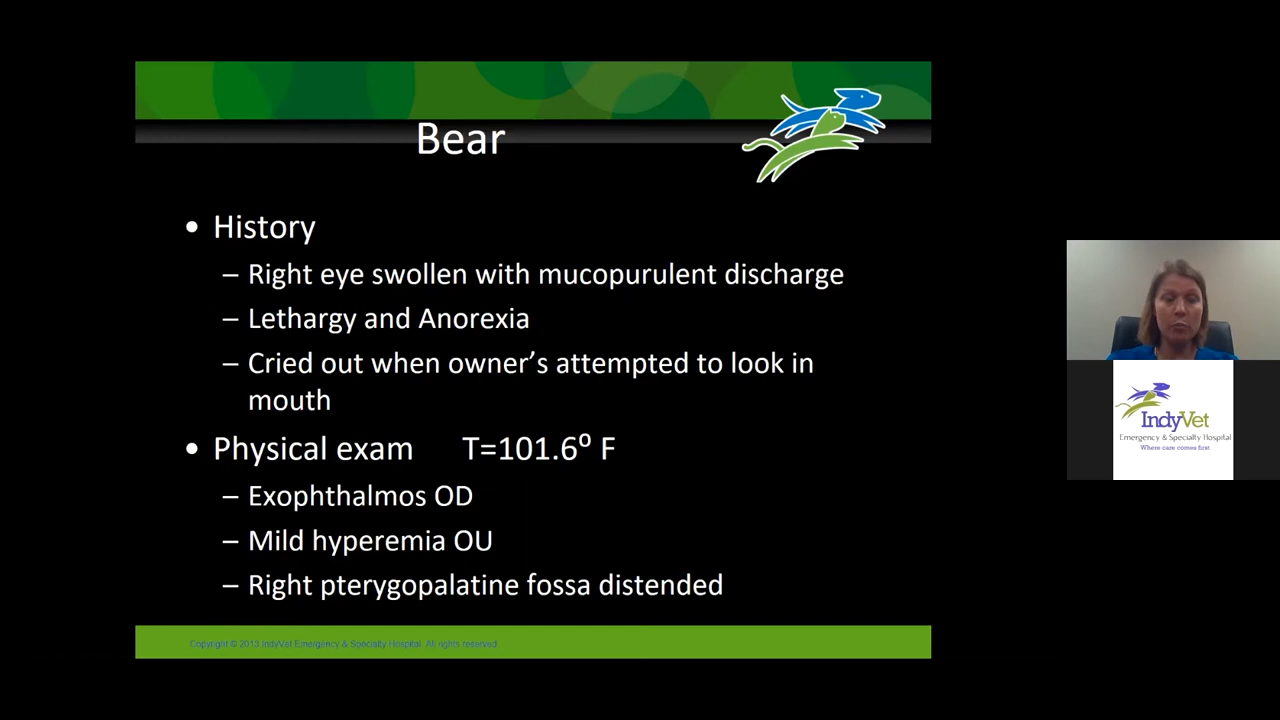 Bear
• History
– Right eye swollen with mucopurulent discharge
– Lethargy and Anorexia
– Cried out when owner's attempted to look in
mouth
• Physical exam T=101.6⁰ F
– Exophthalmos OD
– Mild hyperemia OU
– Right pterygopalatine fossa distended
Copyright © 2013 IndyVet Emergency & Specialty Hospital. All rights reserved
IndyVet
Emergency & Specialty Hospital
Where care comes first.